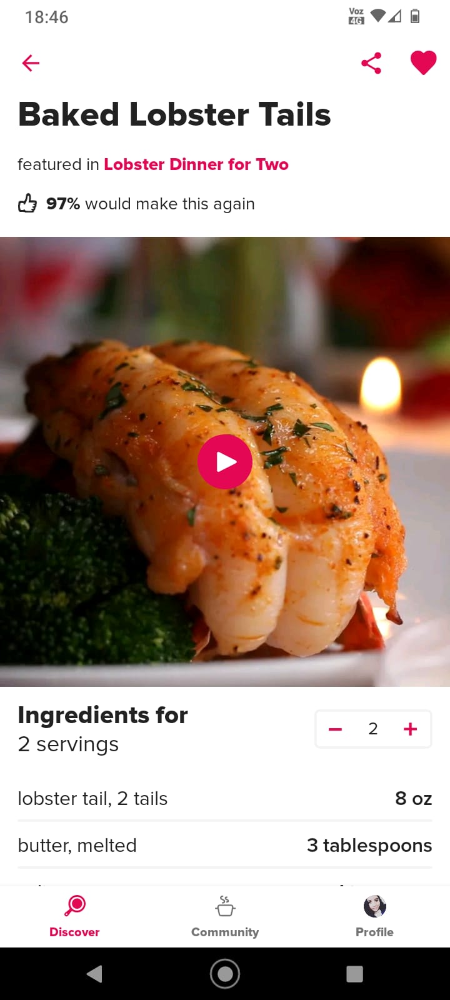 18:46
Voz
4G
Baked Lobster Tails
featured in Lobster Dinner for Two
97% would make this again
Ingredients for
2 servings
2
lobster tail, 2 tails 8 oz
butter, melted 3 tablespoons
Discover Community Profile